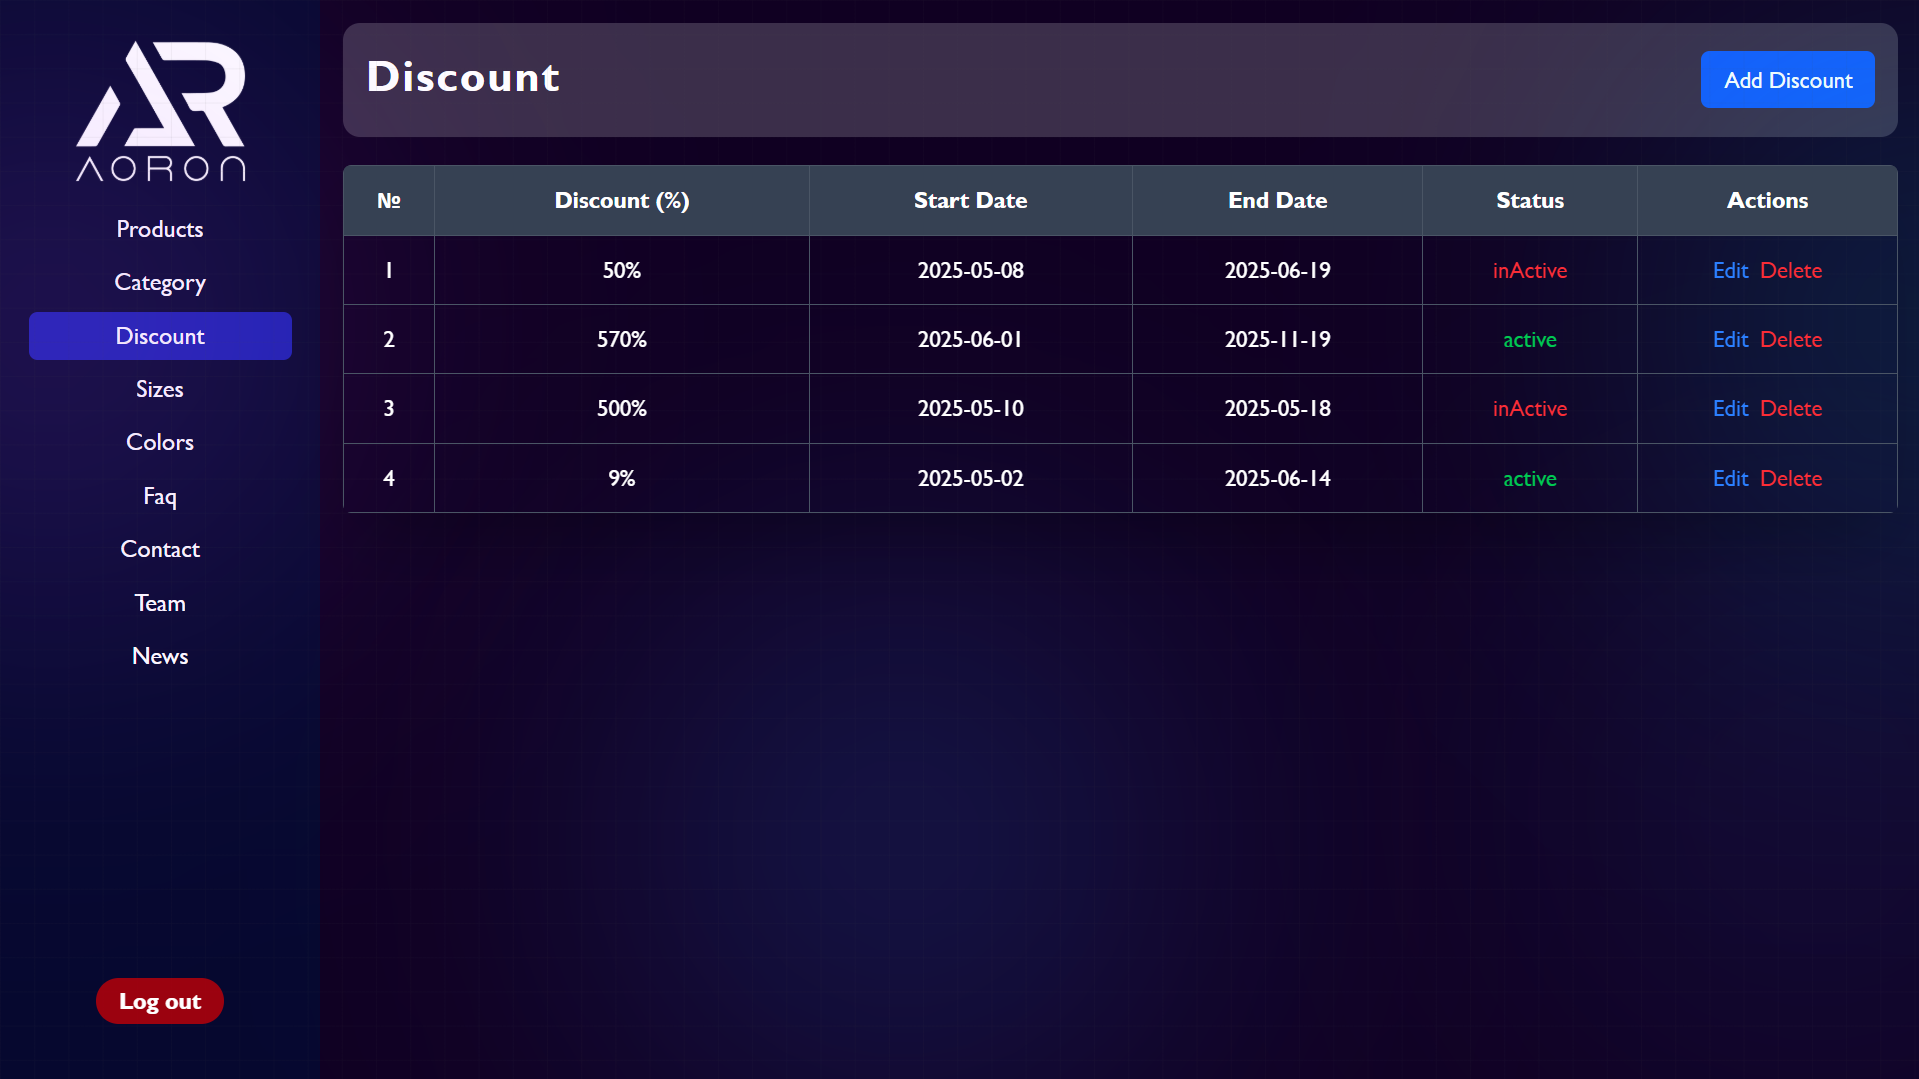 AR
AORON
Products
Category
Discount
Sizes
Colors
Faq
Contact
Team
News
Log out
Discount
Add Discount
№ Discount (%) Start Date End Date Status Actions
1 50% 2025-05-08 2025-06-19 inActive Edit Delete
2 570% 2025-06-01 2025-11-19 active Edit Delete
3 500% 2025-05-10 2025-05-18 inActive Edit Delete
4 9% 2025-05-02 2025-06-14 active Edit Delete